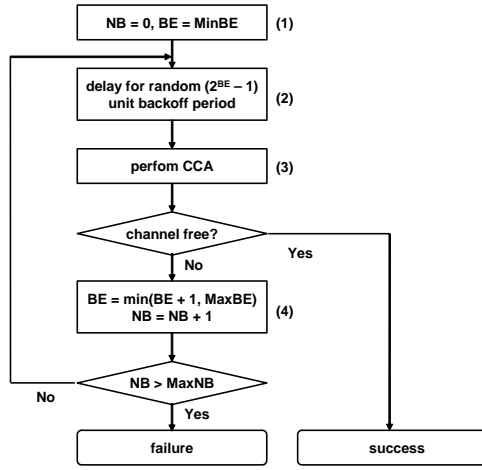 NB = 0, BE = MinBE
(1)
delay for random (2^BE – 1)
unit backoff period
(2)
perfom CCA
(3)
channel free?
Yes
No
BE = min(BE + 1, MaxBE)
NB = NB + 1
(4)
NB > MaxNB
No
Yes
failure
success